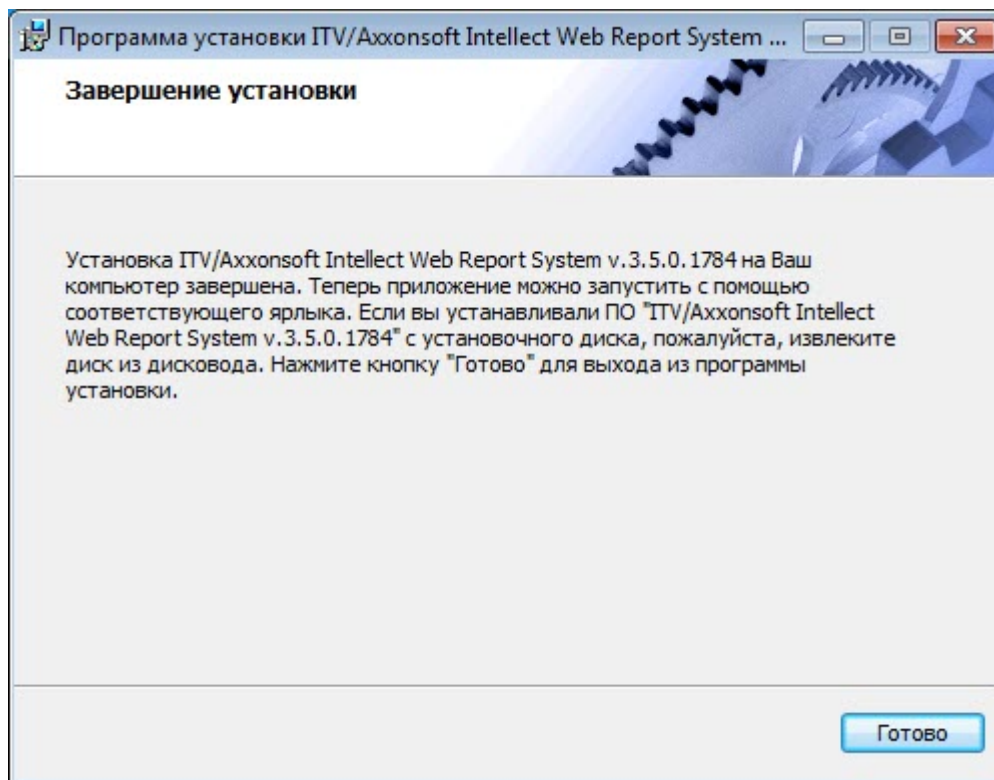 Программа установки ITV/Axxonsoft Intellect Web Report System ...
Завершение установки
Установка ITV/Axxonsoft Intellect Web Report System v.3.5.0.1784 на Ваш
компьютер завершена. Теперь приложение можно запустить с помощью
соответствующего ярлыка. Если вы устанавливали ПО "ITV/Axxonsoft Intellect
Web Report System v.3.5.0.1784" с установочного диска, пожалуйста, извлеките
диск из дисковода. Нажмите кнопку "Готово" для выхода из программы
установки.
Готово